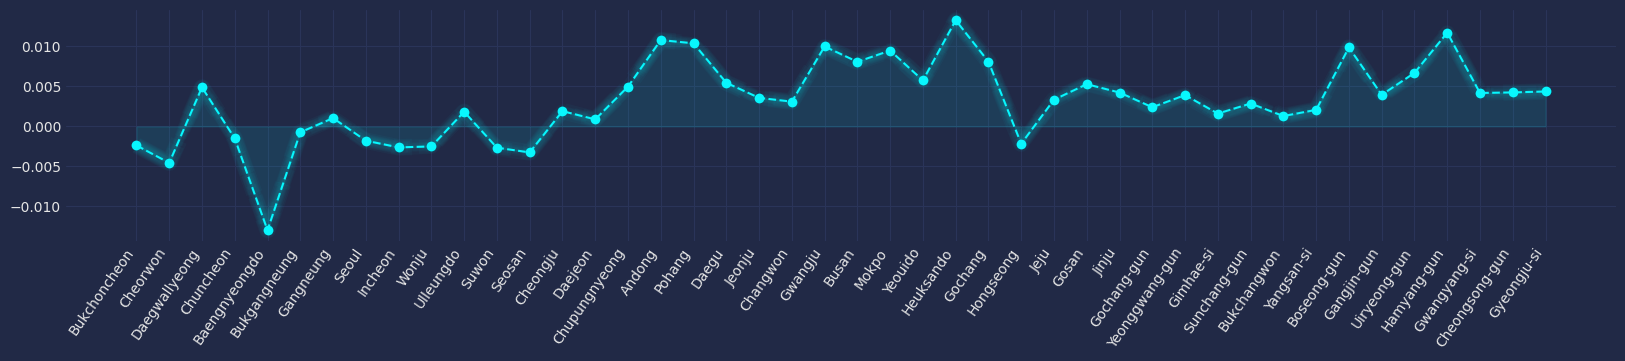 0.010
0.005
0.000
−0.005
−0.010
Bukchoncheon
Cheorwon
Daegwallyeong
Chuncheon
Baengnyeongdo
Bukgangneung
Gangneung
Seoul
Incheon
Wonju
Ulleungdo
Suwon
Seosan
Cheongju
Daejeon
Chupungnyeong
Andong
Pohang
Daegu
Jeonju
Changwon
Gwangju
Busan
Mokpo
Yeouido
Heuksando
Gochang
Hongseong
Jeju
Gosan
Jinju
Gochang-gun
Yeonggwang-gun
Gimhae-si
Sunchang-gun
Bukchangwon
Yangsan-si
Boseong-gun
Gangjin-gun
Uiryeong-gun
Hamyang-gun
Gwangyang-si
Cheongsong-gun
Gyeongju-si